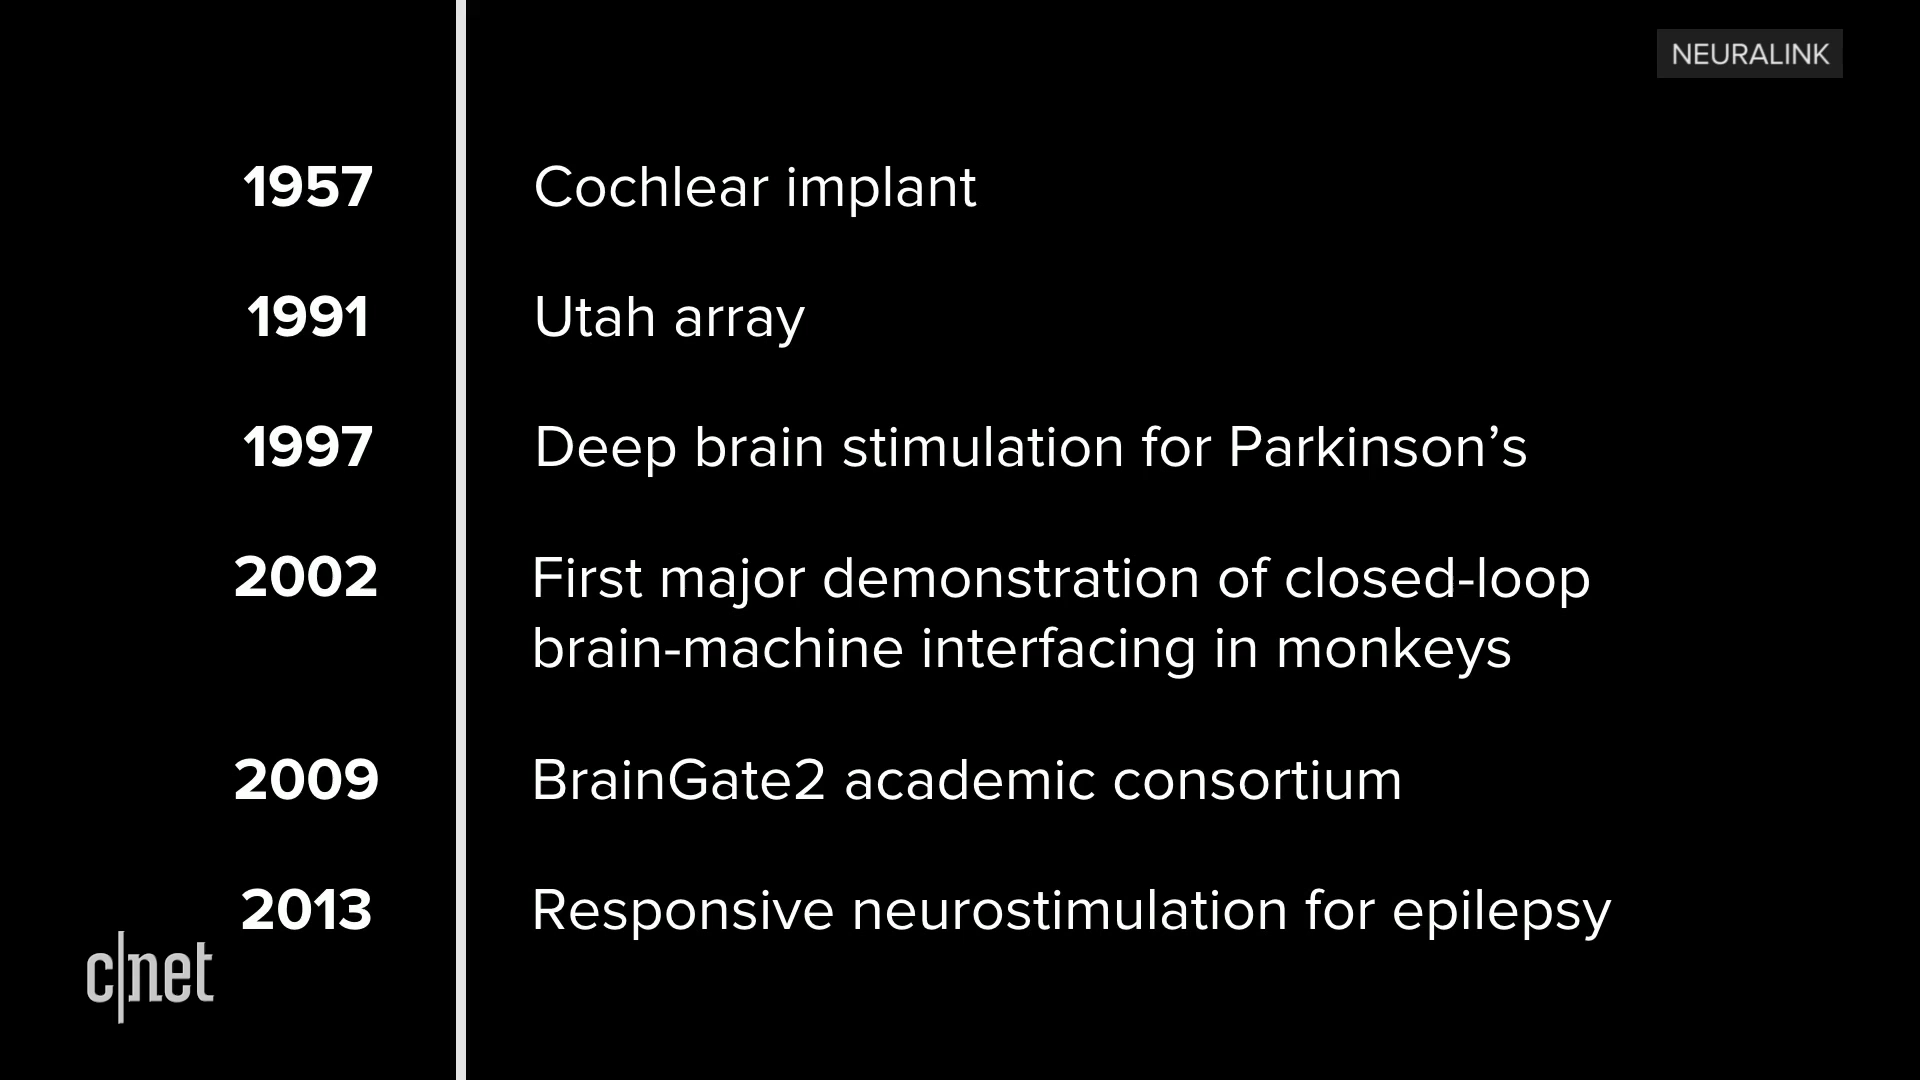 NEURALINK
1957 Cochlear implant
1991 Utah array
1997 Deep brain stimulation for Parkinson’s
2002 First major demonstration of closed-loop
brain-machine interfacing in monkeys
2009 BrainGate2 academic consortium
2013 Responsive neurostimulation for epilepsy
c|net